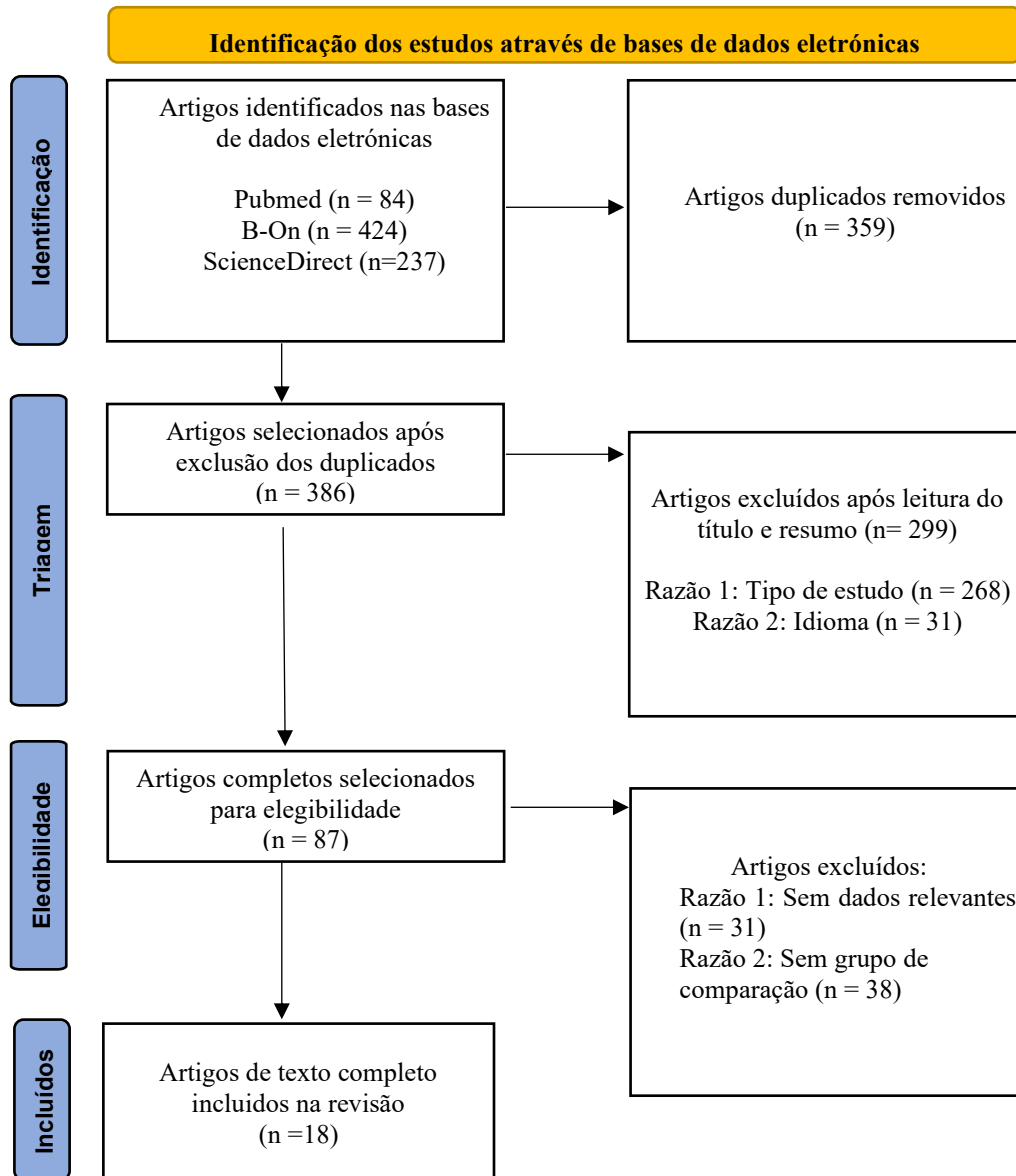 Identificação dos estudos através de bases de dados eletrónicas
Identificação
Artigos identificados nas bases
de dados eletrónicas
Pubmed (n = 84)
B-On (n = 424)
ScienceDirect (n=237)
Artigos duplicados removidos
(n = 359)
Triagem
Artigos selecionados após
exclusão dos duplicados
(n = 386)
Artigos excluídos após leitura do
título e resumo (n= 299)
Razão 1: Tipo de estudo (n = 268)
Razão 2: Idioma (n = 31)
Elegibilidade
Artigos completos selecionados
para elegibilidade
(n = 87)
Artigos excluídos:
Razão 1: Sem dados relevantes
(n = 31)
Razão 2: Sem grupo de
comparação (n = 38)
Incluídos
Artigos de texto completo
incluidos na revisão
(n =18)